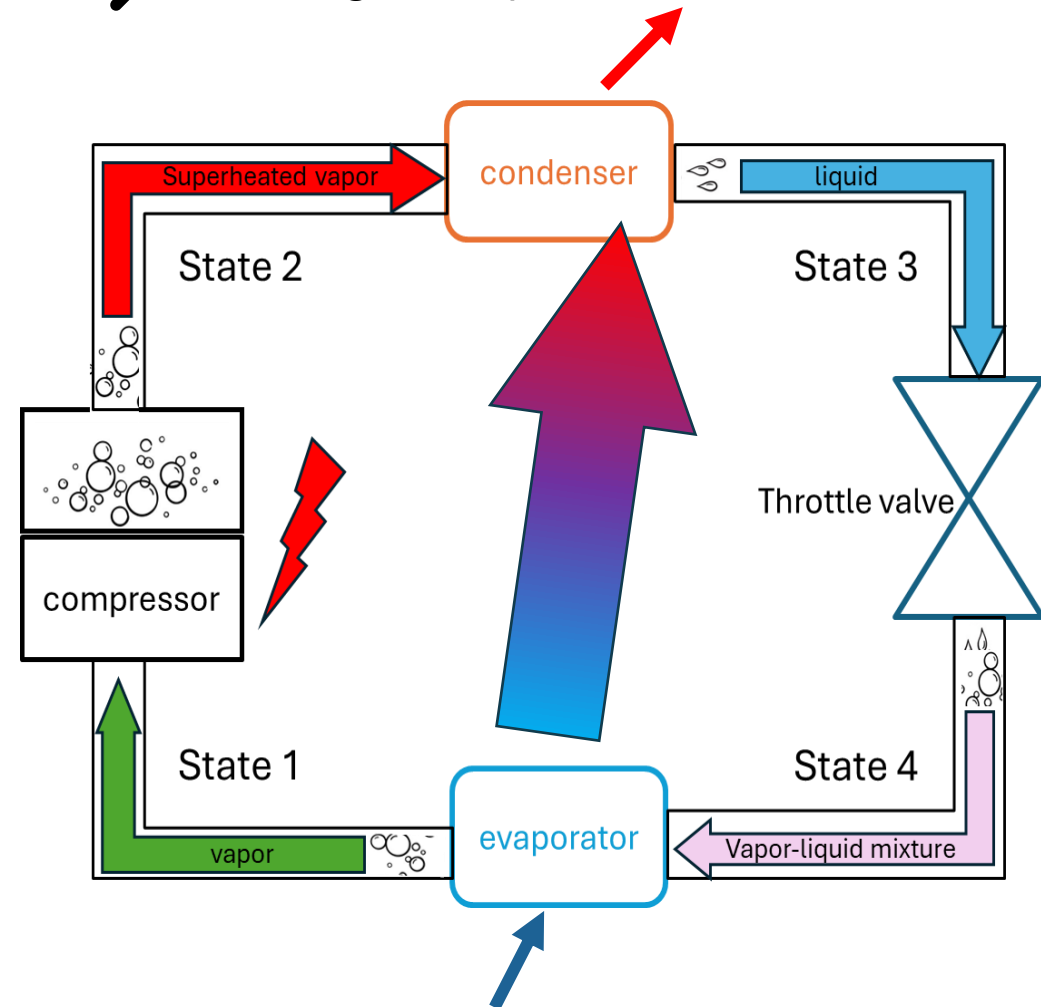 condenser
Superheated vapor
liquid
State 2
State 3
Throttle valve
compressor
State 1
State 4
evaporator
vapor
Vapor-liquid mixture